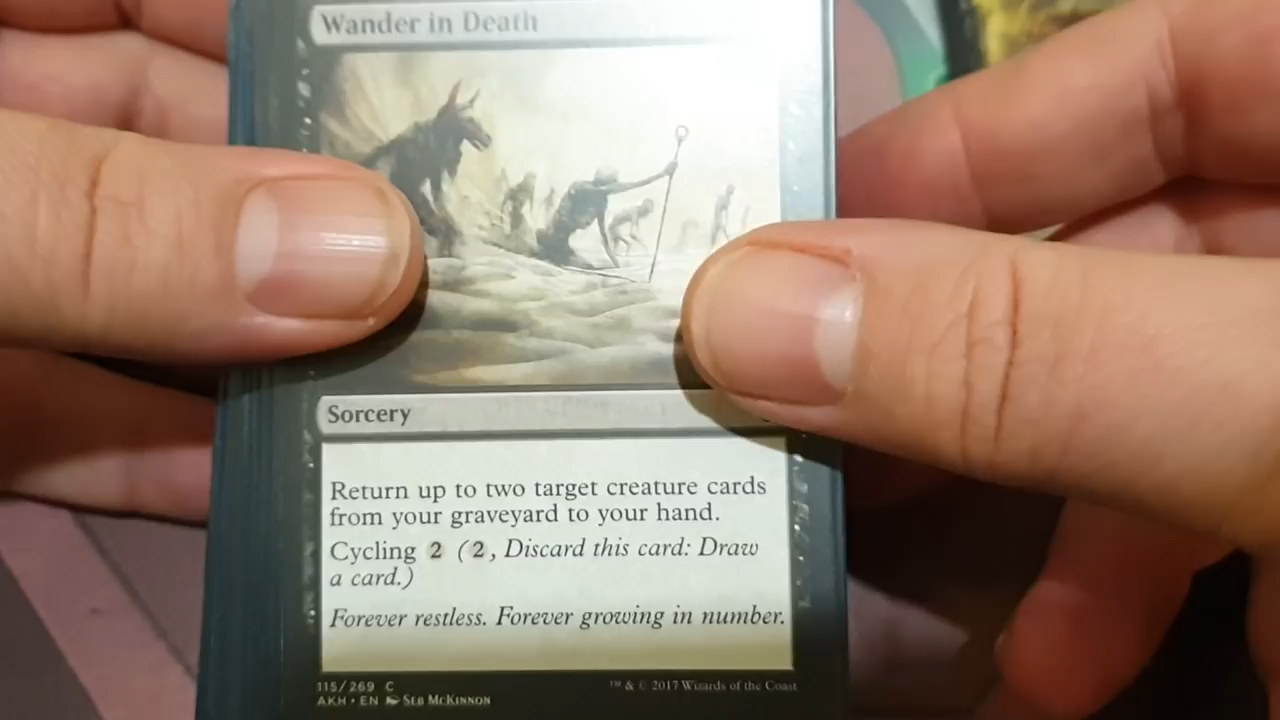 Wander in Death
Sorcery
Return up to two target creature cards
from your graveyard to your hand.
Cycling 2 (2, Discard this card: Draw
a card.)
Forever restless. Forever growing in number.
115/269 C
AKH • EN Seb McKinnon
™ & © 2017 Wizards of the Coast